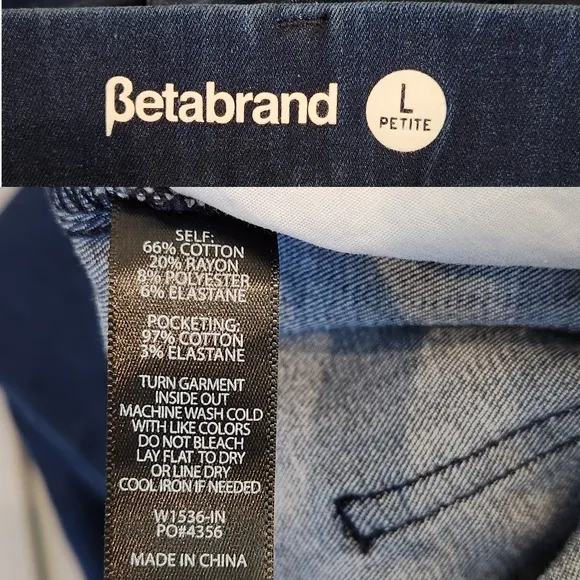 Betabrand
L
PETITE
SELF:
66% COTTON
20% RAYON
8% POLYESTER
6% ELASTANE
POCKETING:
97% COTTON
3% ELASTANE
TURN GARMENT
INSIDE OUT
MACHINE WASH COLD
WITH LIKE COLORS
DO NOT BLEACH
LAY FLAT TO DRY
OR LINE DRY
COOL IRON IF NEEDED
W1536-IN
PO#4356
MADE IN CHINA